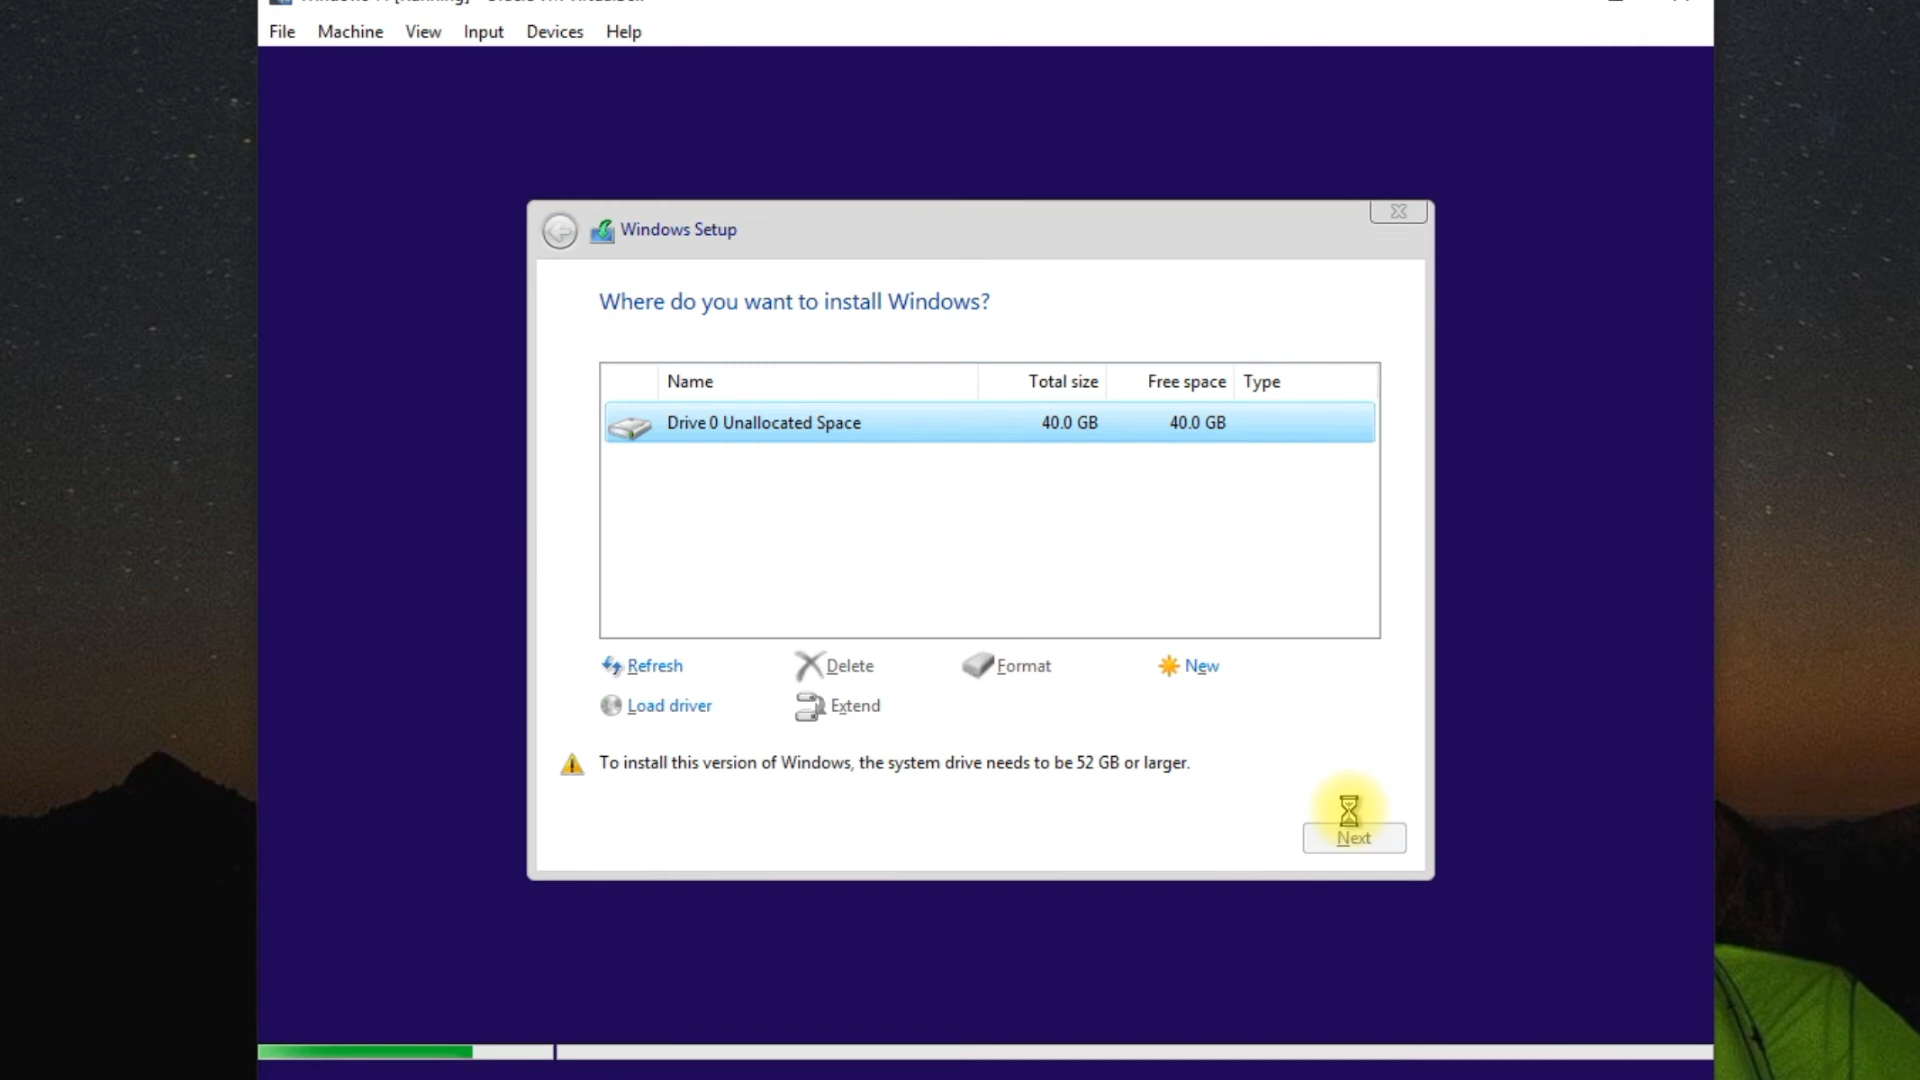 File Machine View Input Devices Help
Windows Setup
Where do you want to install Windows?
Name Total size Free space Type
Drive 0 Unallocated Space 40.0 GB 40.0 GB
Refresh Delete Format New
Load driver Extend
To install this version of Windows, the system drive needs to be 52 GB or larger.
Next